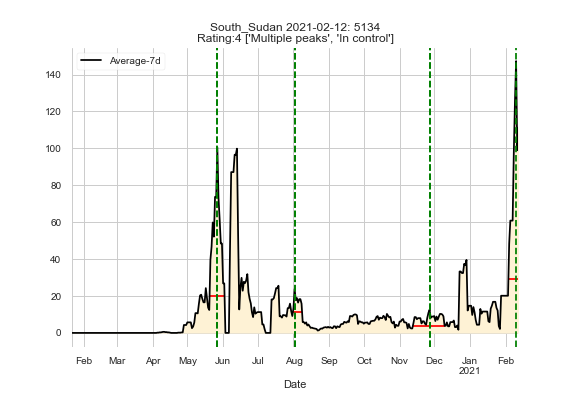 South_Sudan 2021-02-12: 5134
Rating:4 ['Multiple peaks', 'In control']
Average-7d
140
120
100
80
60
40
20
0
Feb Mar Apr May Jun Jul Aug Sep Oct Nov Dec Jan Feb
2021
Date